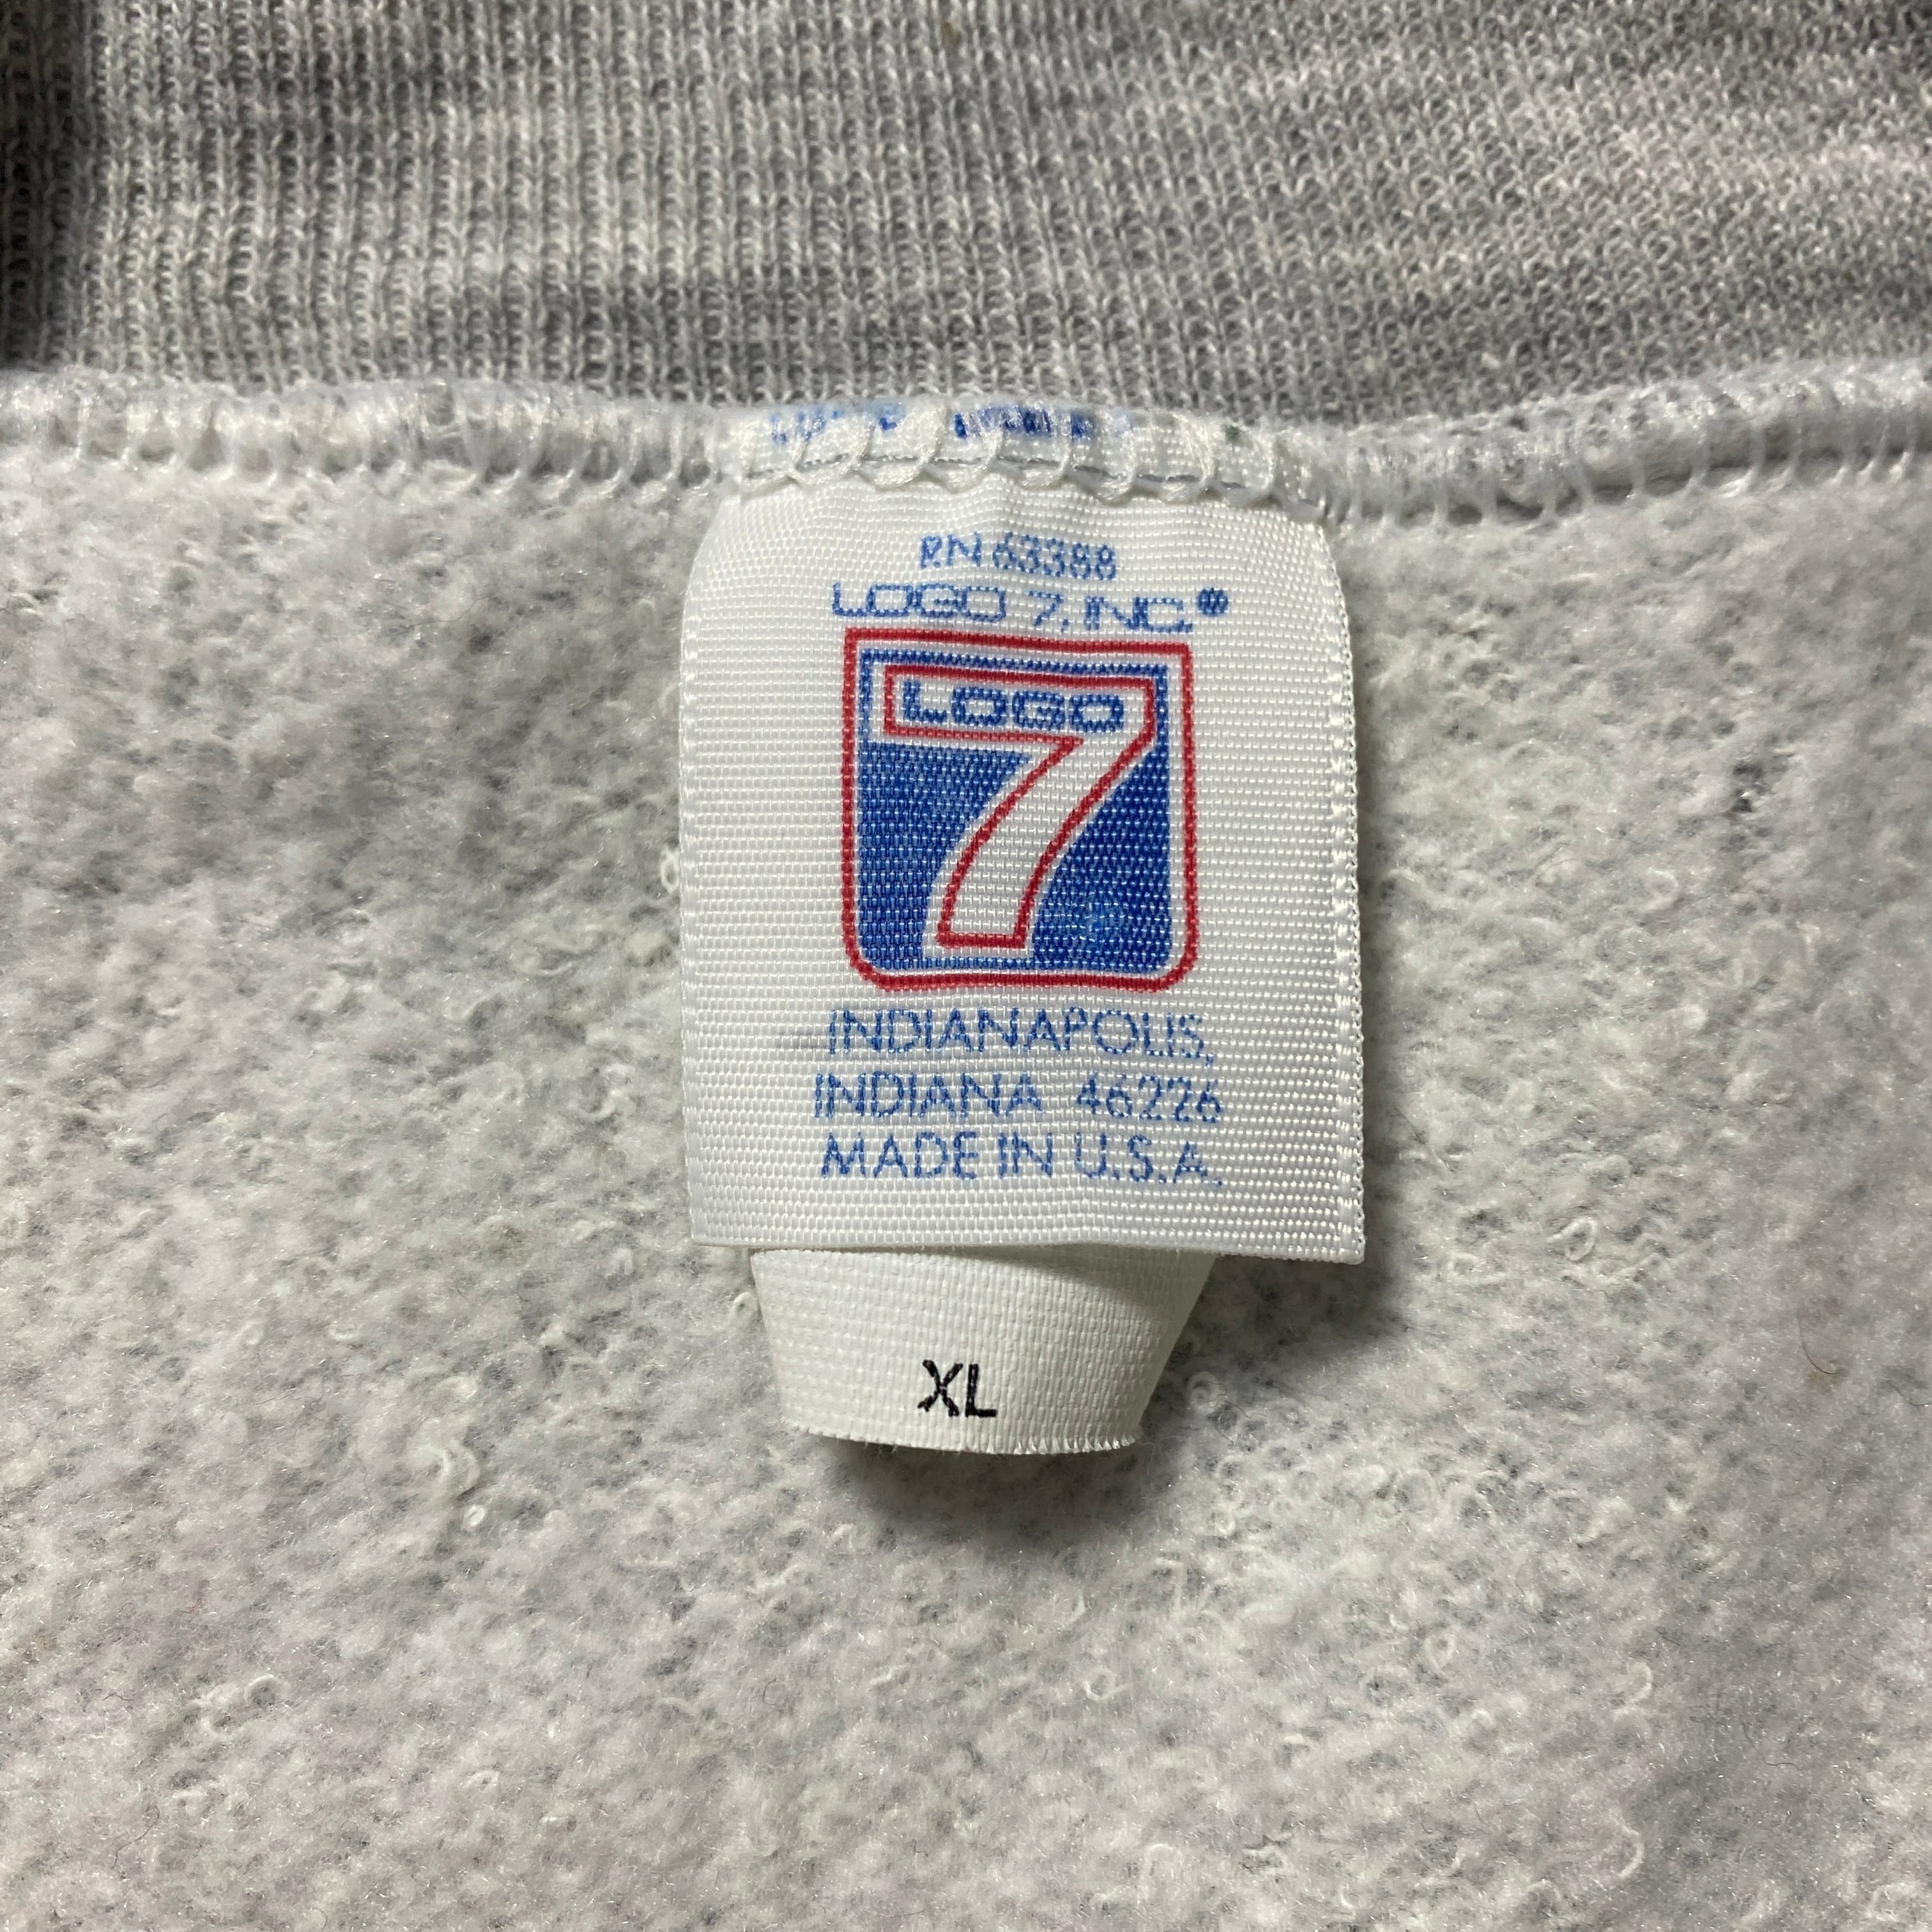 RN 63388
LOGO 7, INC.®
LOGO
7
INDIANAPOLIS,
INDIANA 46226
MADE IN U.S.A.
XL